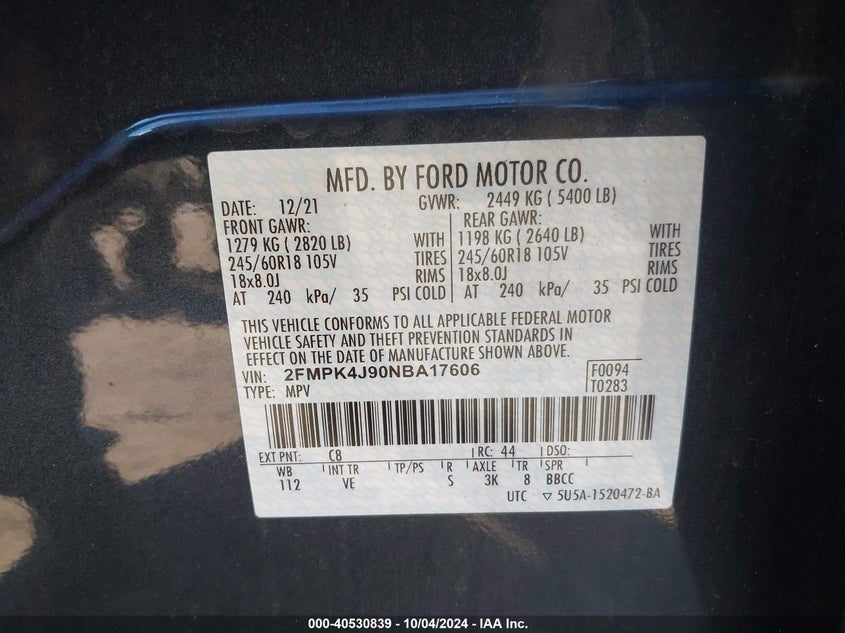 MFD. BY FORD MOTOR CO.
DATE: 12/21 GVWR: 2449 KG ( 5400 LB)
FRONT GAWR: REAR GAWR:
1279 KG ( 2820 LB) WITH 1198 KG ( 2640 LB) WITH
245/60R18 105V TIRES 245/60R18 105V TIRES
18x8.0J RIMS 18x8.0J RIMS
AT 240 kPa/ 35 PSI COLD AT 240 kPa/ 35 PSI COLD
THIS VEHICLE CONFORMS TO ALL APPLICABLE FEDERAL MOTOR
VEHICLE SAFETY AND THEFT PREVENTION STANDARDS IN
EFFECT ON THE DATE OF MANUFACTURE SHOWN ABOVE.
VIN: 2FMPK4J90NBA17606 F0094
TYPE: MPV T0283
EXT PNT: C8 RC: 44 DSO:
WB INT TR TP/PS R AXLE TR SPR
112 VE S 3K 8 BBCC
UTC ▽ 5U5A-1520472-BA
000-40530839 - 10/04/2024 - IAA Inc.